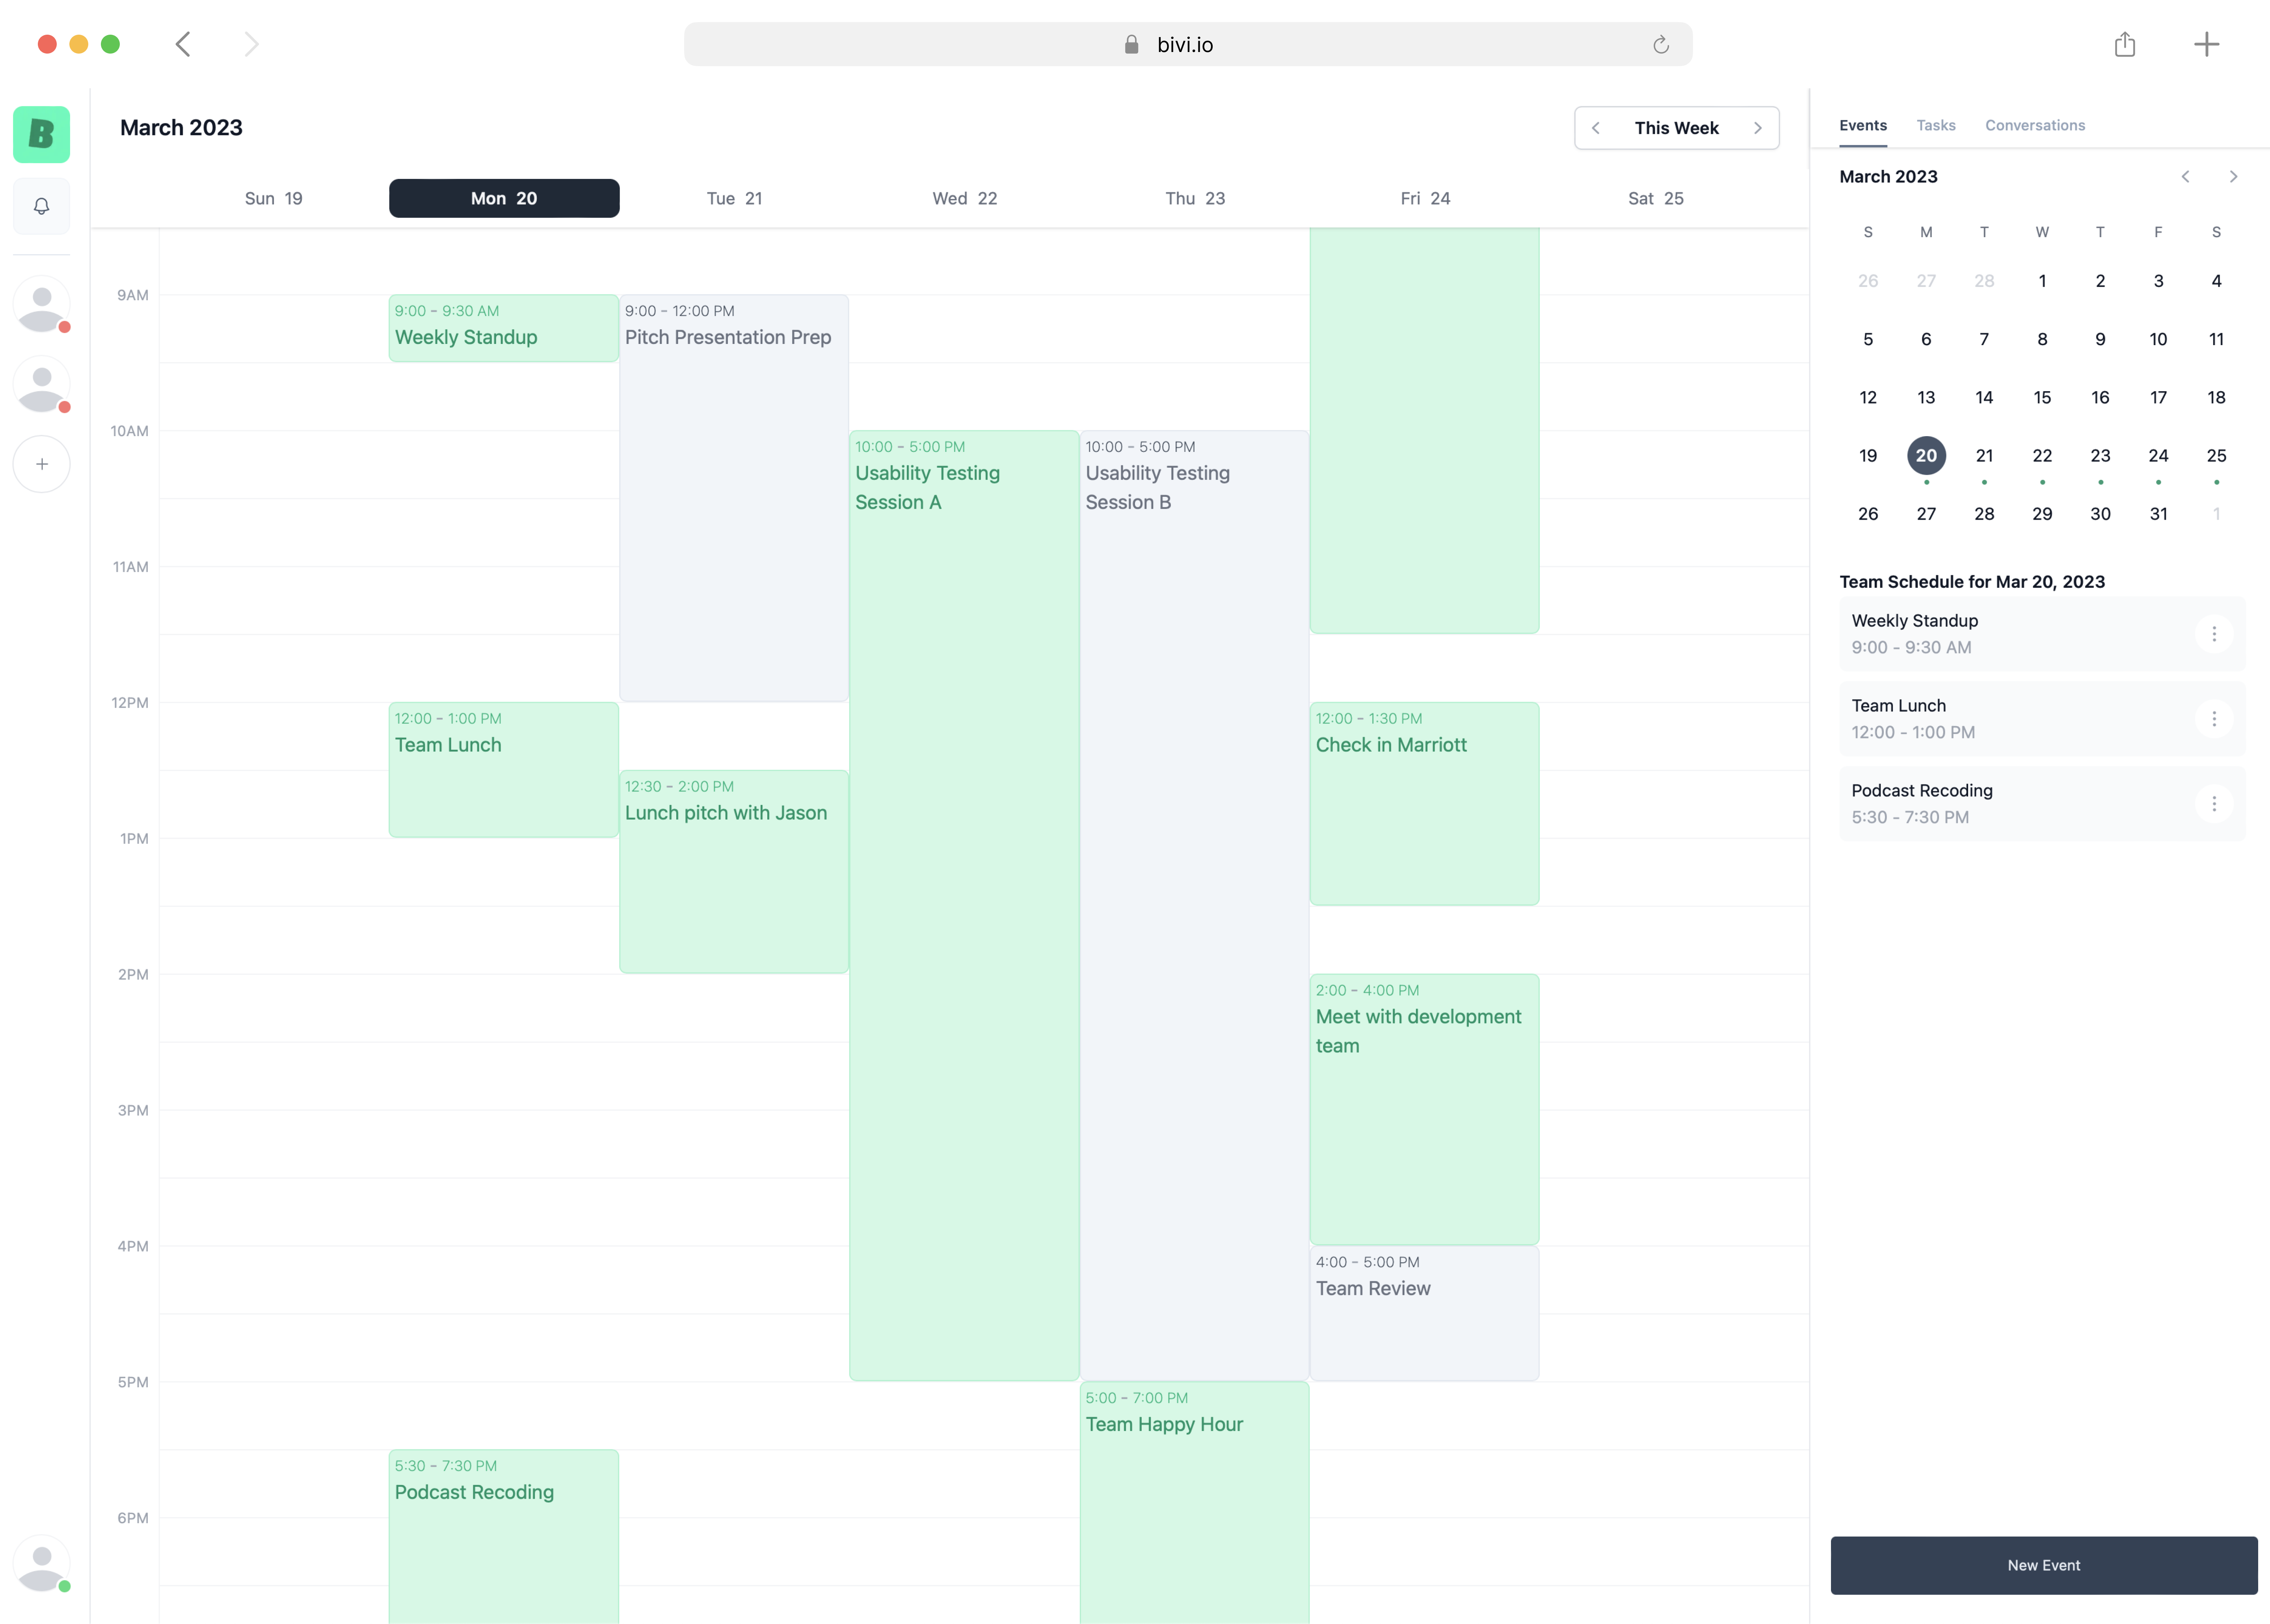 bivi.io
B
March 2023
This Week
Sun 19
Mon 20
Tue 21
Wed 22
Thu 23
Fri 24
Sat 25
9AM
10AM
11AM
12PM
1PM
2PM
3PM
4PM
5PM
6PM
9:00 - 9:30 AM
Weekly Standup
12:00 - 1:00 PM
Team Lunch
5:30 - 7:30 PM
Podcast Recoding
9:00 - 12:00 PM
Pitch Presentation Prep
12:30 - 2:00 PM
Lunch pitch with Jason
10:00 - 5:00 PM
Usability Testing
Session A
10:00 - 5:00 PM
Usability Testing
Session B
5:00 - 7:00 PM
Team Happy Hour
12:00 - 1:30 PM
Check in Marriott
2:00 - 4:00 PM
Meet with development
team
4:00 - 5:00 PM
Team Review
Events Tasks Conversations
March 2023
S M T W T F S
26 27 28 1 2 3 4
5 6 7 8 9 10 11
12 13 14 15 16 17 18
19 20 21 22 23 24 25
26 27 28 29 30 31 1
Team Schedule for Mar 20, 2023
Weekly Standup
9:00 - 9:30 AM
Team Lunch
12:00 - 1:00 PM
Podcast Recoding
5:30 - 7:30 PM
New Event